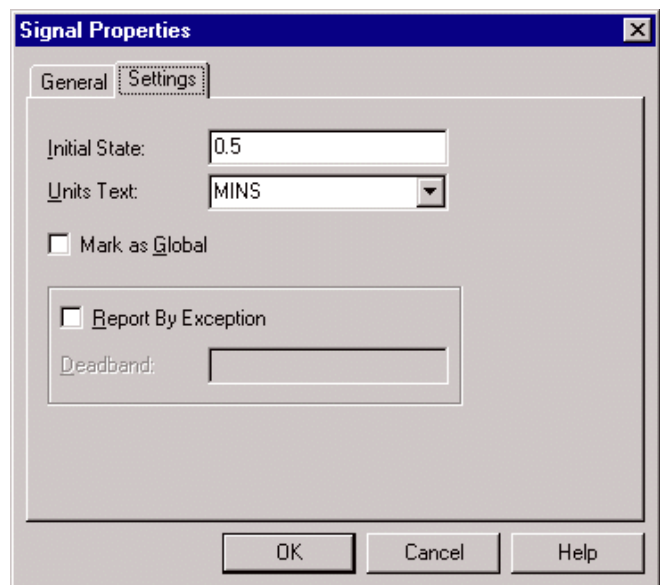 Signal Properties
General Settings
Initial State: 0.5
Units Text: MINS
Mark as Global
Report By Exception
Deadband:
OK Cancel Help